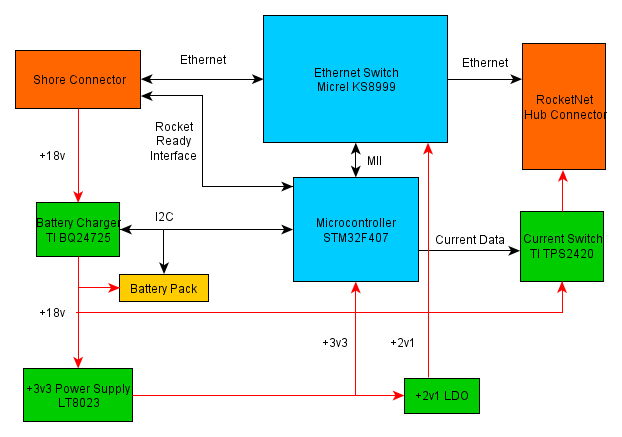 Ethernet
Ethernet
Shore Connector
Ethernet Switch
Micrel KS8999
RocketNet
Hub Connector
Rocket
Ready
Interface
+18v
MII
I2C
Battery Charger
TI BQ24725
Microcontroller
STM32F407
Current Data
Current Switch
TI TPS2420
Battery Pack
+18v
+3v3
+2v1
+3v3 Power Supply
LT8023
+2v1 LDO